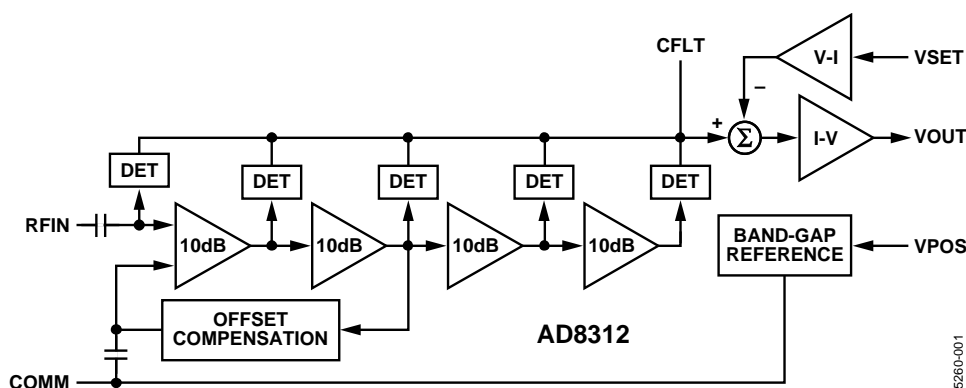 CFLT
V-I
VSET
–
+
Σ
I-V
VOUT
DET
DET
DET
DET
DET
RFIN
10dB
10dB
10dB
10dB
BAND-GAP
REFERENCE
VPOS
OFFSET
COMPENSATION
AD8312
COMM
5260-001